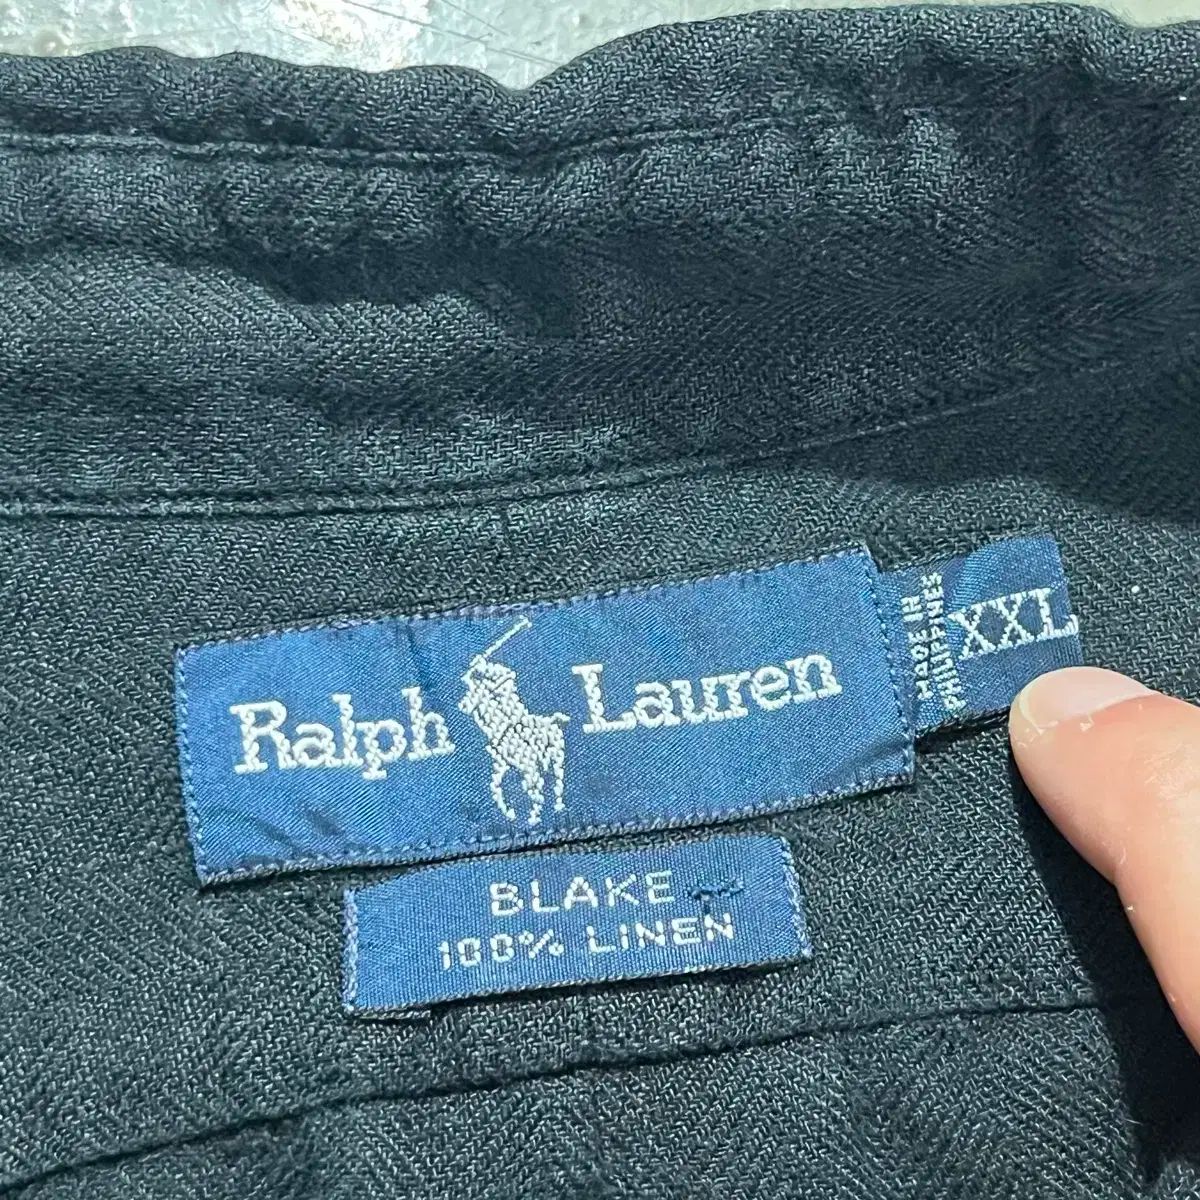 Ralph Lauren
MADE IN
PHILIPPINES
XXL
BLAKE
100% LINEN